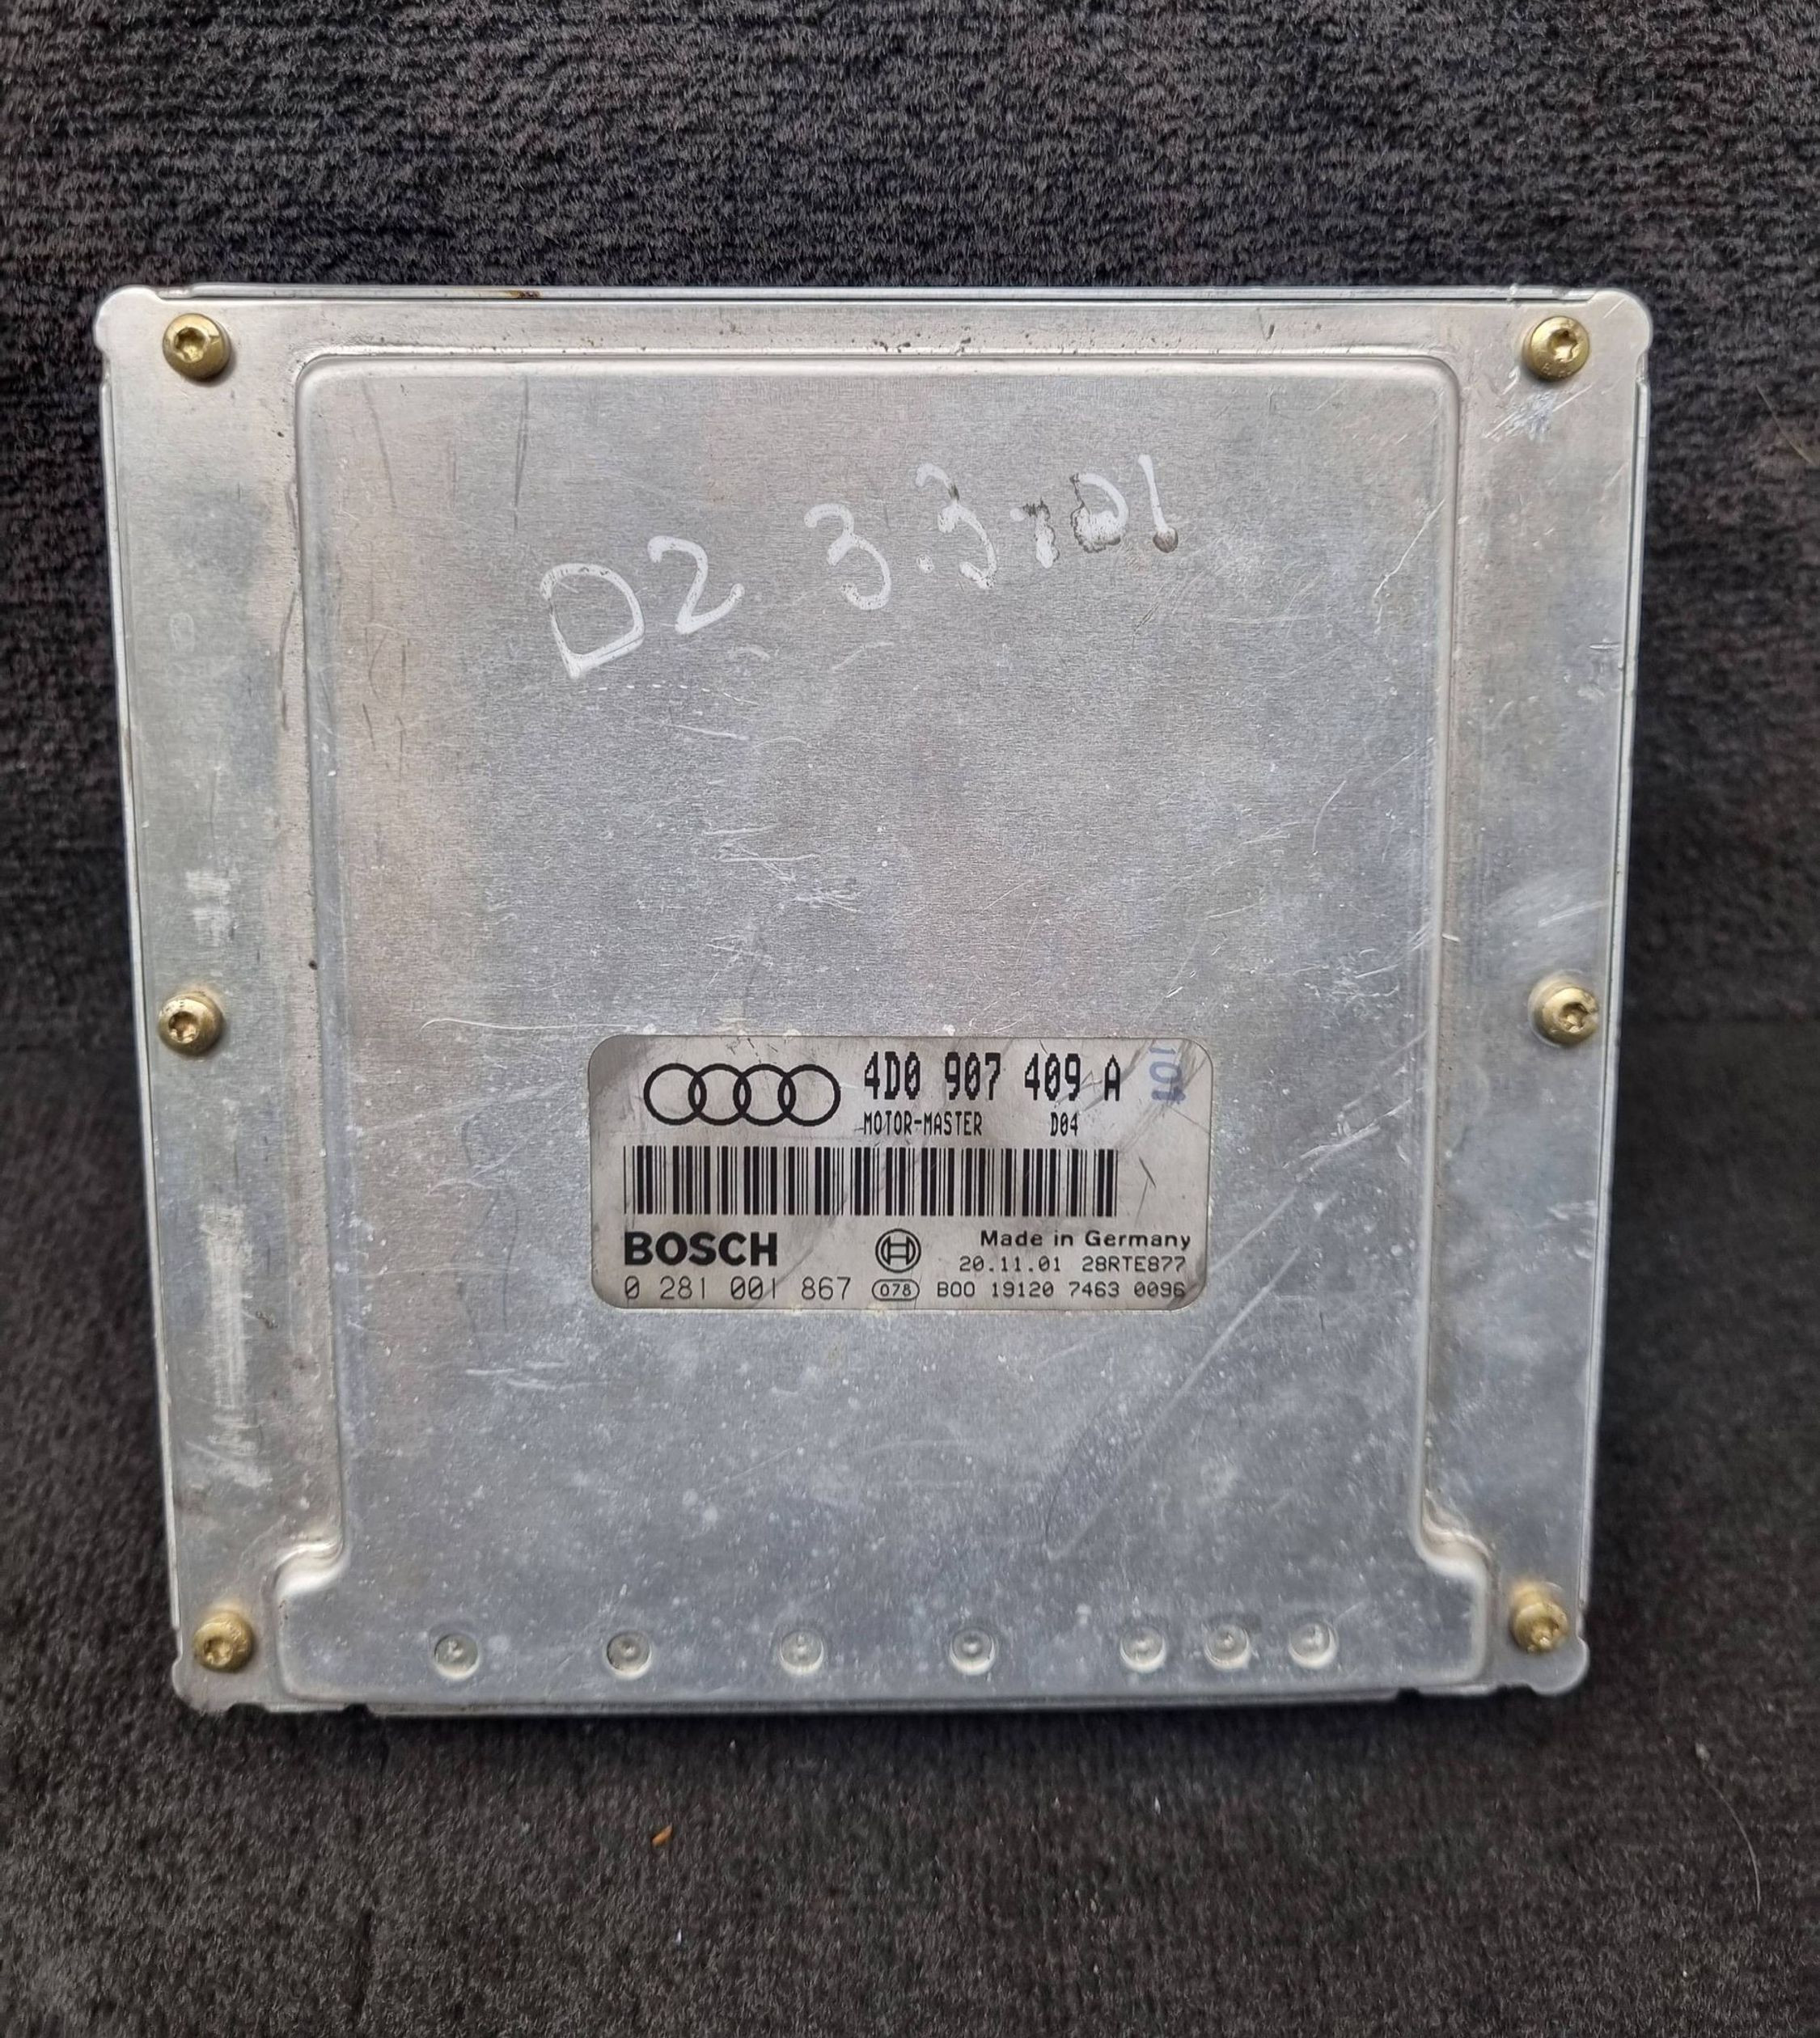 D2 3.3TDI
4D0 907 409 A 101
MOTOR-MASTER D04
BOSCH
Made in Germany
20.11.01 28RTE877
0 281 001 867 078 B00 19120 7463 0096